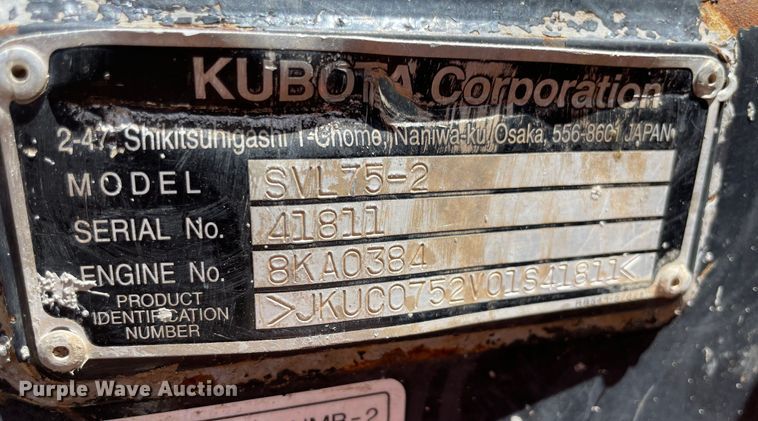 KUBOTA Corporation
2-47, Shikitsuhigashi 1-Chome, Naniwa-ku, Osaka, 556-8601 JAPAN
MODEL SVL75-2
SERIAL No. 41811
ENGINE No. 8KA0384
PRODUCT IDENTIFICATION NUMBER >JKUC0752V01S41811<
Purple Wave Auction